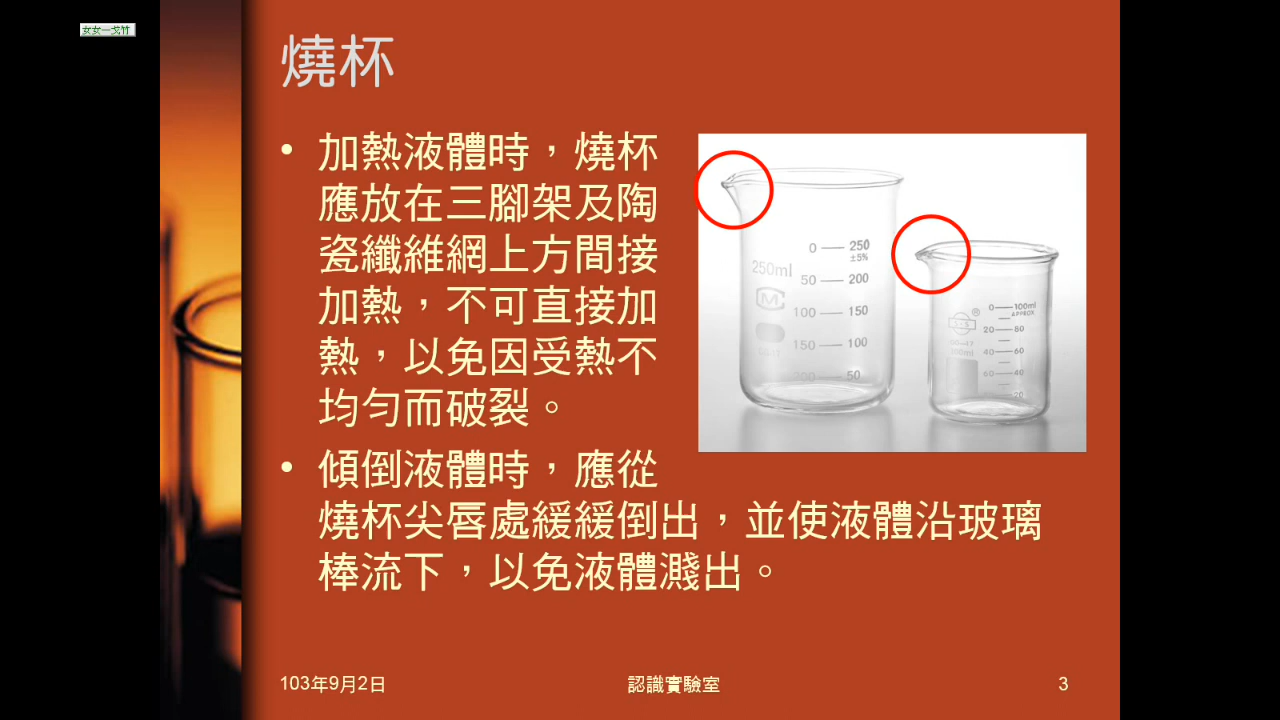 女女一戈竹
燒杯
• 加熱液體時，燒杯
應放在三腳架及陶
瓷纖維網上方間接
加熱，不可直接加
熱，以免因受熱不
均勻而破裂。
• 傾倒液體時，應從
燒杯尖唇處緩緩倒出，並使液體沿玻璃
棒流下，以免液體濺出。
250ml
0 250
±5%
50 200
100 150
150 100
200 50
0 100ml
APPROX
20 80
40 60
60 40
20
103年9月2日
認識實驗室
3